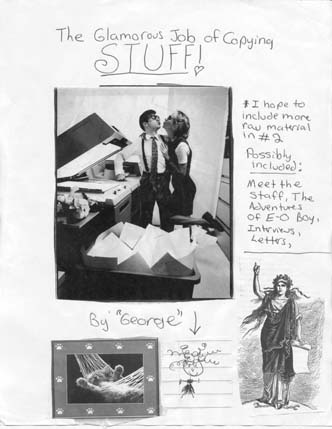 The Glamorous Job of Copying
STUFF!
* I hope to
include more
raw material
in #2
Possibly
included:
Meet the
Staff, The
Adventures
of E-O Boy,
Interviews,
Letters,
By "George"